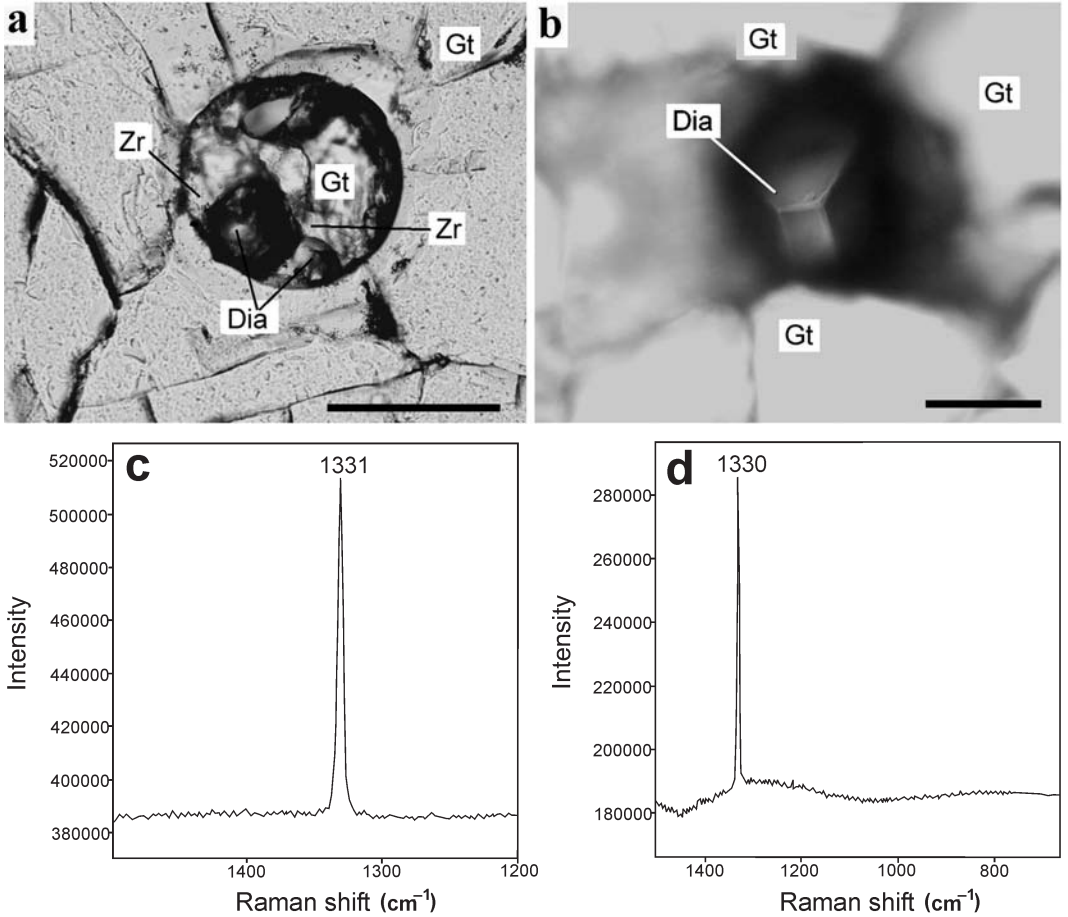 a
Gt
Zr
Gt
Zr
Dia
b
Gt
Gt
Dia
Gt
c
1331
520000
500000
480000
460000
440000
420000
400000
380000
1400
1300
1200
Intensity
Raman shift (cm⁻¹)
d
1330
280000
260000
240000
220000
200000
180000
1400
1200
1000
800
Intensity
Raman shift (cm⁻¹)